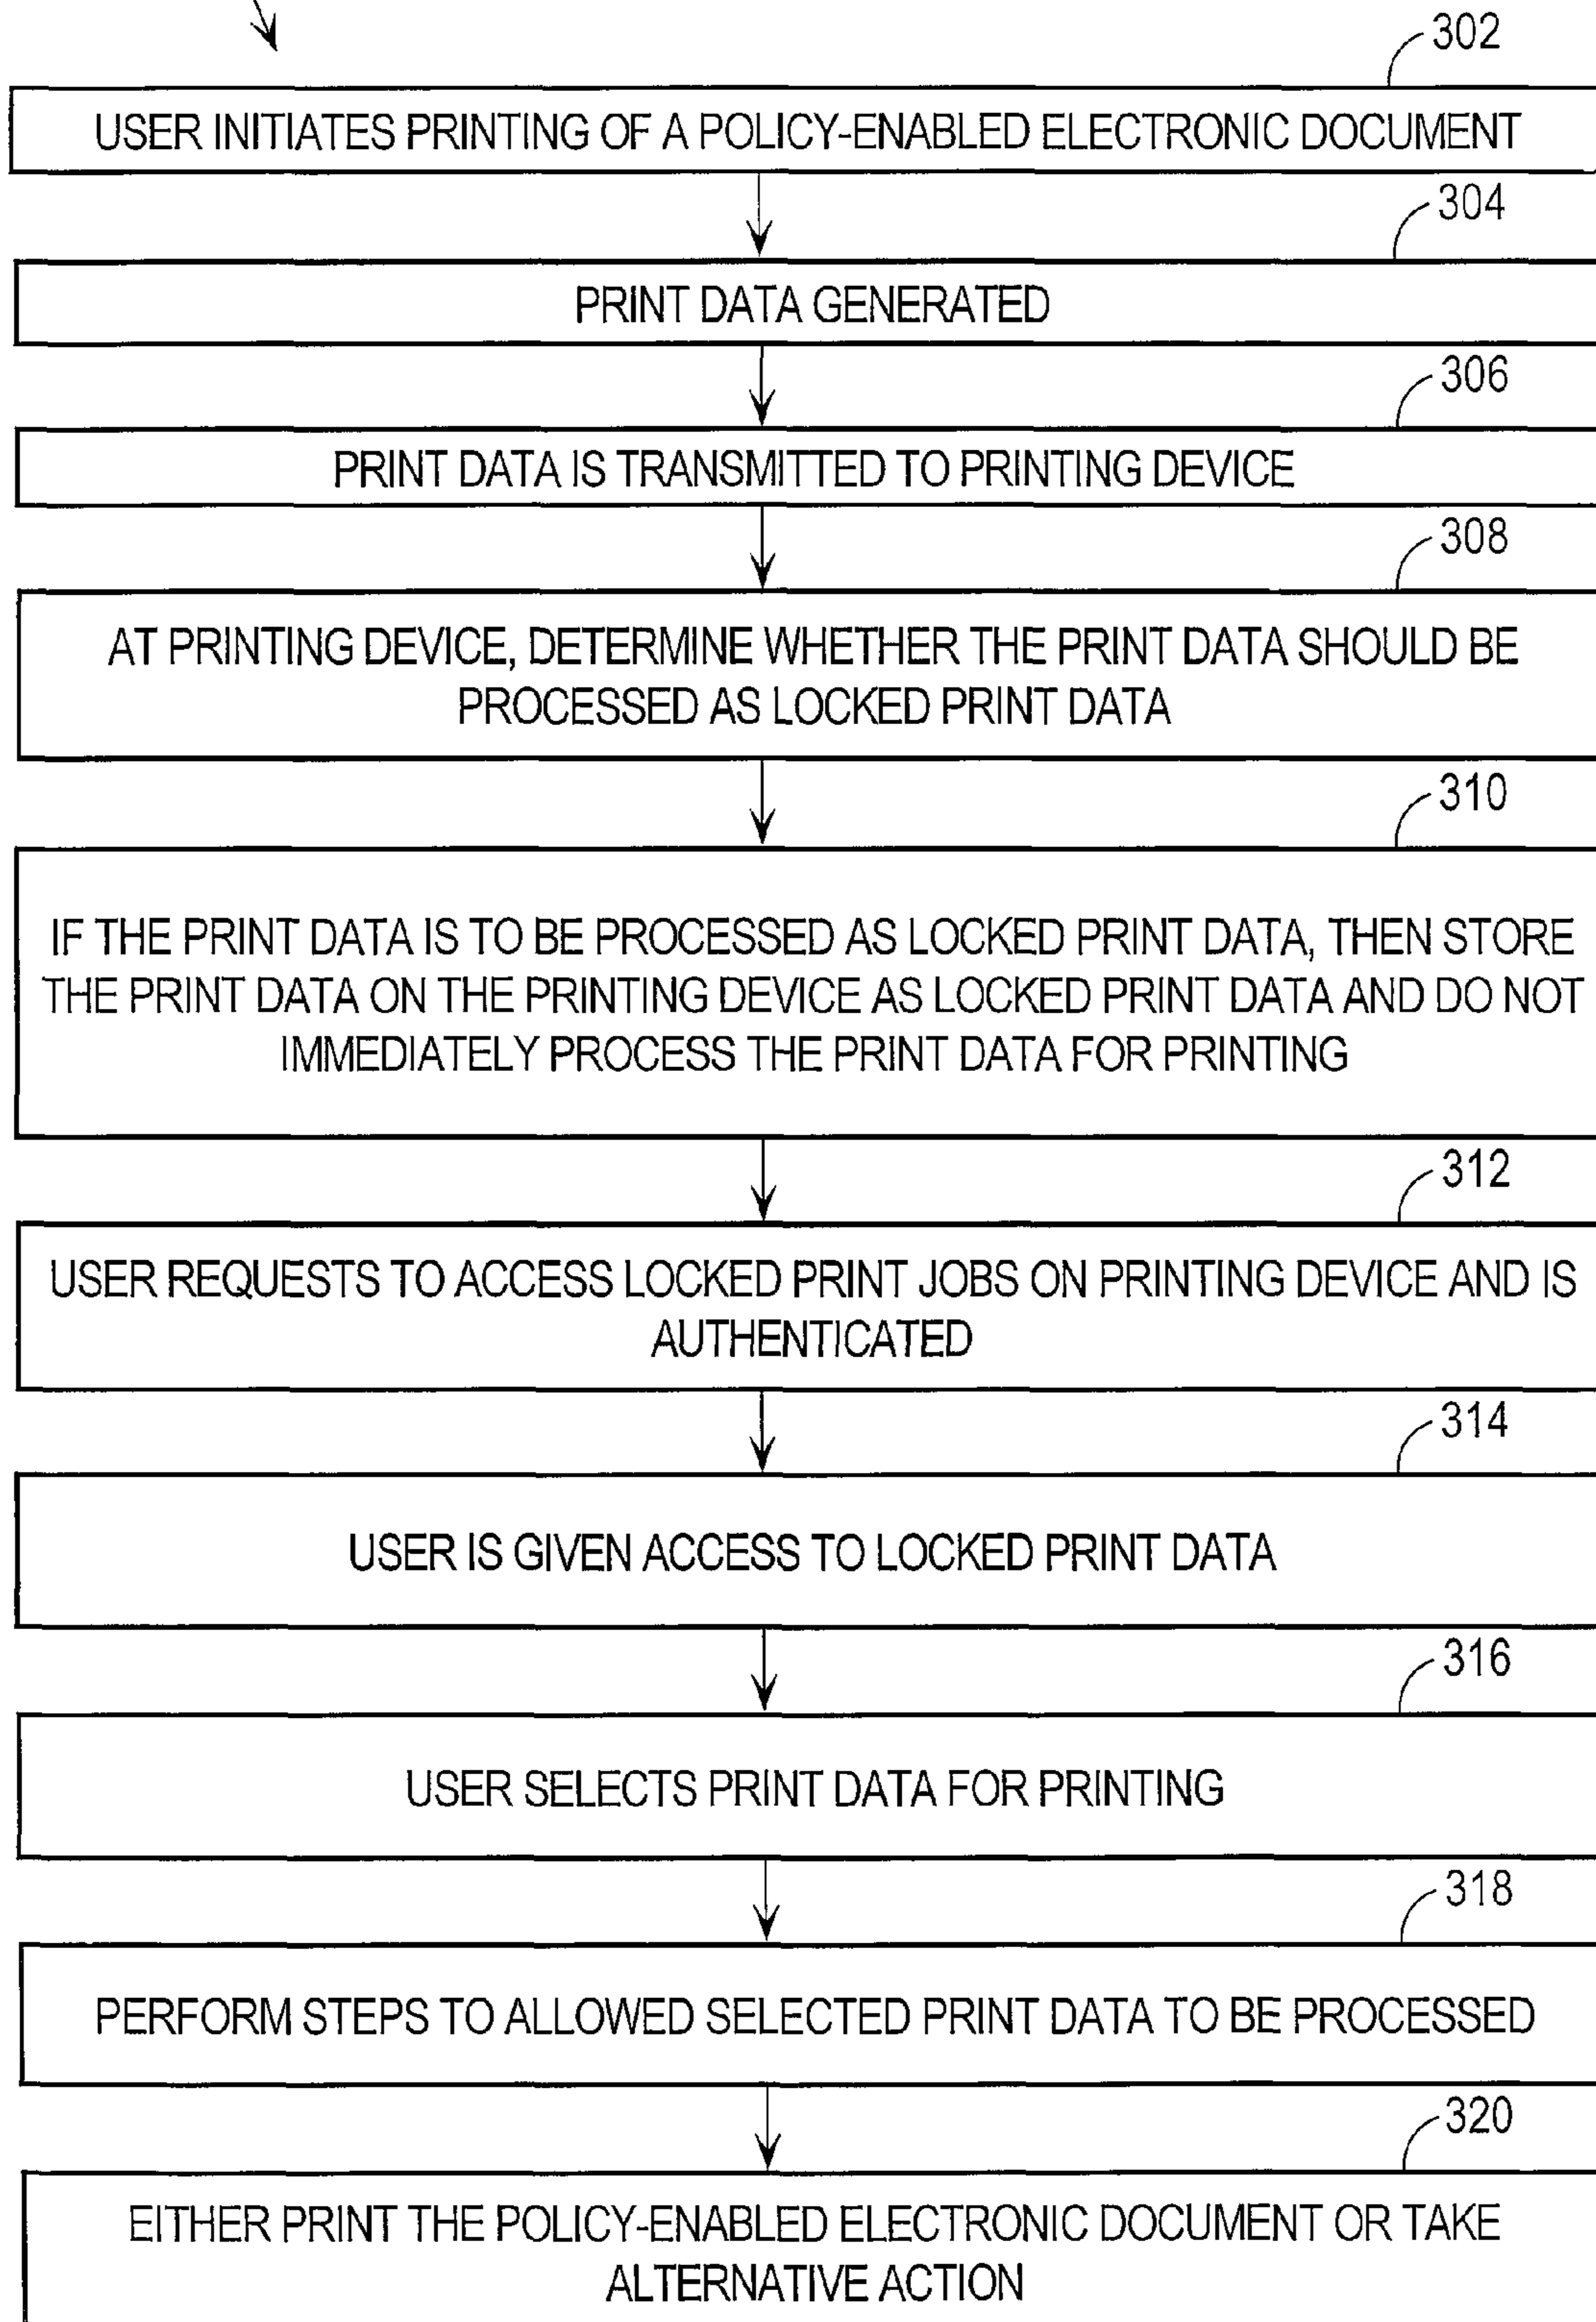 302
USER INITIATES PRINTING OF A POLICY-ENABLED ELECTRONIC DOCUMENT
304
PRINT DATA GENERATED
306
PRINT DATA IS TRANSMITTED TO PRINTING DEVICE
308
AT PRINTING DEVICE, DETERMINE WHETHER THE PRINT DATA SHOULD BE
PROCESSED AS LOCKED PRINT DATA
310
IF THE PRINT DATA IS TO BE PROCESSED AS LOCKED PRINT DATA, THEN STORE
THE PRINT DATA ON THE PRINTING DEVICE AS LOCKED PRINT DATA AND DO NOT
IMMEDIATELY PROCESS THE PRINT DATA FOR PRINTING
312
USER REQUESTS TO ACCESS LOCKED PRINT JOBS ON PRINTING DEVICE AND IS
AUTHENTICATED
314
USER IS GIVEN ACCESS TO LOCKED PRINT DATA
316
USER SELECTS PRINT DATA FOR PRINTING
318
PERFORM STEPS TO ALLOWED SELECTED PRINT DATA TO BE PROCESSED
320
EITHER PRINT THE POLICY-ENABLED ELECTRONIC DOCUMENT OR TAKE
ALTERNATIVE ACTION